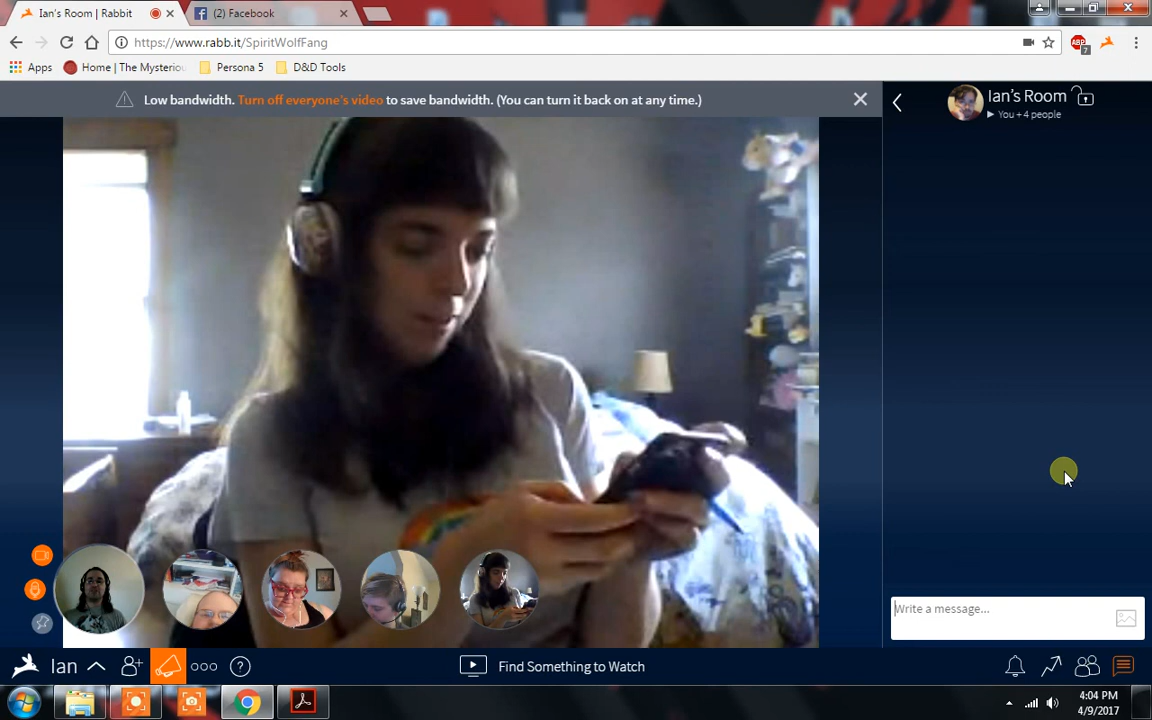 Ian's Room | Rabbit
(2) Facebook
https://www.rabb.it/SpiritWolfFang
ABP
7
Apps
Home | The Mysteriou
Persona 5
D&D Tools
Low bandwidth. Turn off everyone's video to save bandwidth. (You can turn it back on at any time.)
Ian's Room
You + 4 people
Write a message...
Ian
Find Something to Watch
4:04 PM
4/9/2017